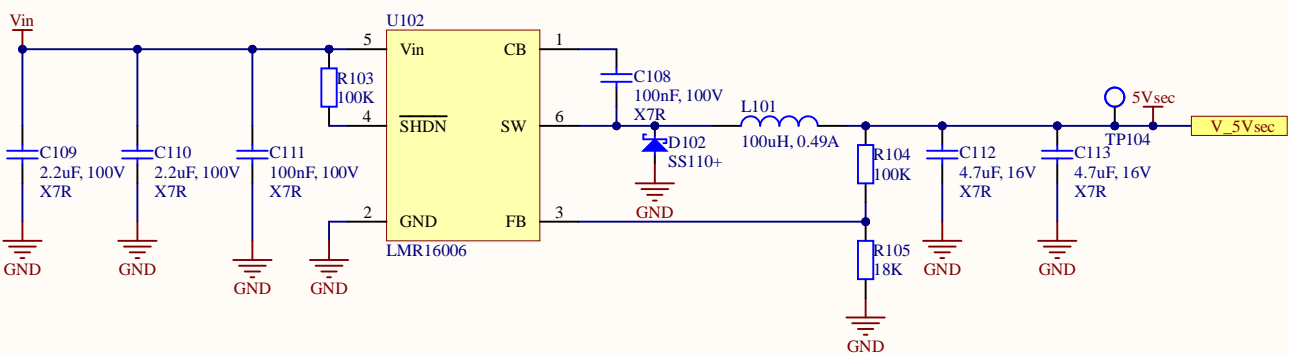 Vin
U102
5
Vin
CB
1
R103
100K
C108
100nF, 100V
X7R
4
SHDN
SW
6
L101
100uH, 0.49A
D102
SS110+
GND
5Vsec
TP104
V_5Vsec
C109
2.2uF, 100V
X7R
C110
2.2uF, 100V
X7R
C111
100nF, 100V
X7R
R104
100K
C112
4.7uF, 16V
X7R
C113
4.7uF, 16V
X7R
2
GND
FB
3
LMR16006
R105
18K
GND
GND
GND
GND
GND
GND
GND